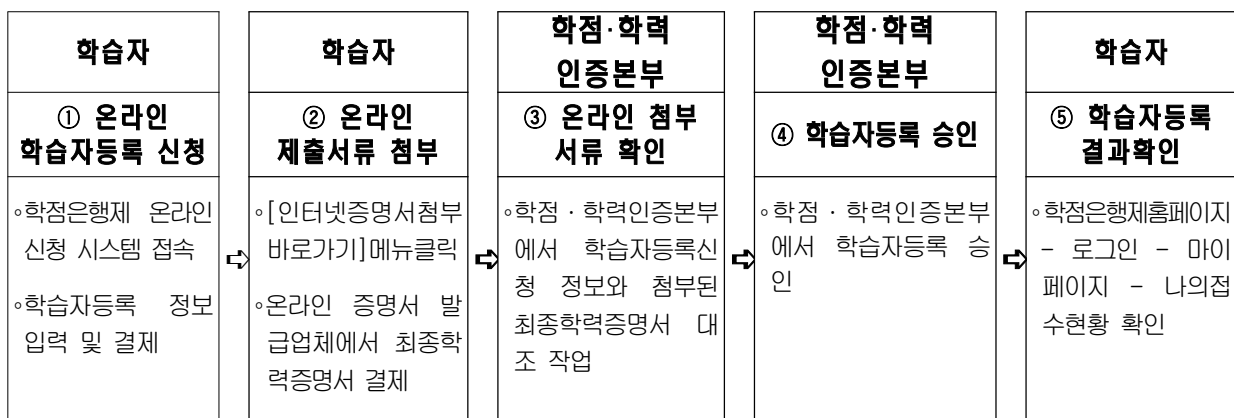 학습자
① 온라인
학습자등록 신청
◦학점은행제 온라인
신청 시스템 접속
◦학습자등록 정보
입력 및 결제
⇨
학습자
② 온라인
제출서류 첨부
◦[인터넷증명서첨부
바로가기]메뉴클릭
◦온라인 증명서 발
급업체에서 최종학
력증명서 결제
⇨
학점·학력
인증본부
③ 온라인 첨부
서류 확인
◦학점 · 학력인증본부
에서 학습자등록신
청 정보와 첨부된
최종학력증명서 대
조 작업
⇨
학점·학력
인증본부
④ 학습자등록 승인
◦학점 · 학력인증본부
에서 학습자등록 승
인
⇨
학습자
⑤ 학습자등록
결과확인
◦학점은행제홈페이지
- 로그인 - 마이
페이지 - 나의접
수현황 확인